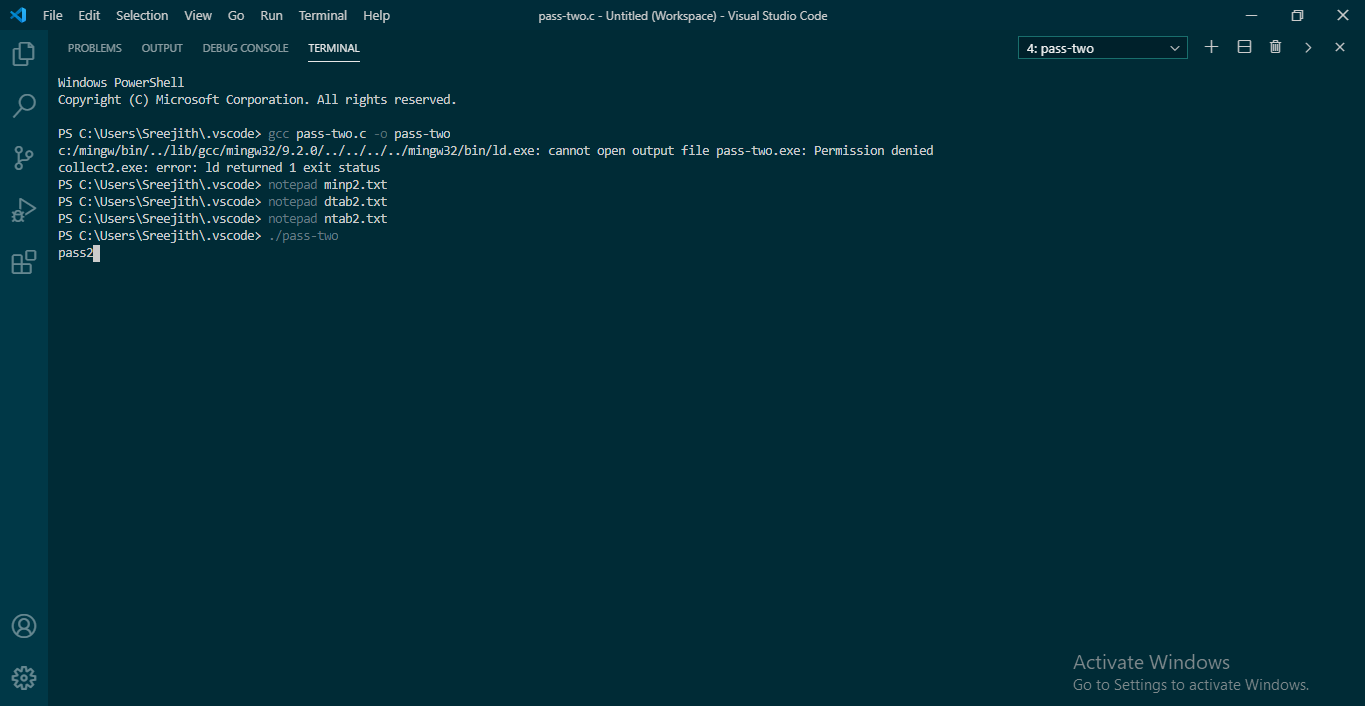 File Edit Selection View Go Run Terminal Help pass-two.c - Untitled (Workspace) - Visual Studio Code
PROBLEMS OUTPUT DEBUG CONSOLE TERMINAL 4: pass-two
Windows PowerShell
Copyright (C) Microsoft Corporation. All rights reserved.
PS C:\Users\Sreejith\.vscode> gcc pass-two.c -o pass-two
c:/mingw/bin/../lib/gcc/mingw32/9.2.0/../../../../mingw32/bin/ld.exe: cannot open output file pass-two.exe: Permission denied
collect2.exe: error: ld returned 1 exit status
PS C:\Users\Sreejith\.vscode> notepad minp2.txt
PS C:\Users\Sreejith\.vscode> notepad dtab2.txt
PS C:\Users\Sreejith\.vscode> notepad ntab2.txt
PS C:\Users\Sreejith\.vscode> ./pass-two
pass2
Activate Windows
Go to Settings to activate Windows.